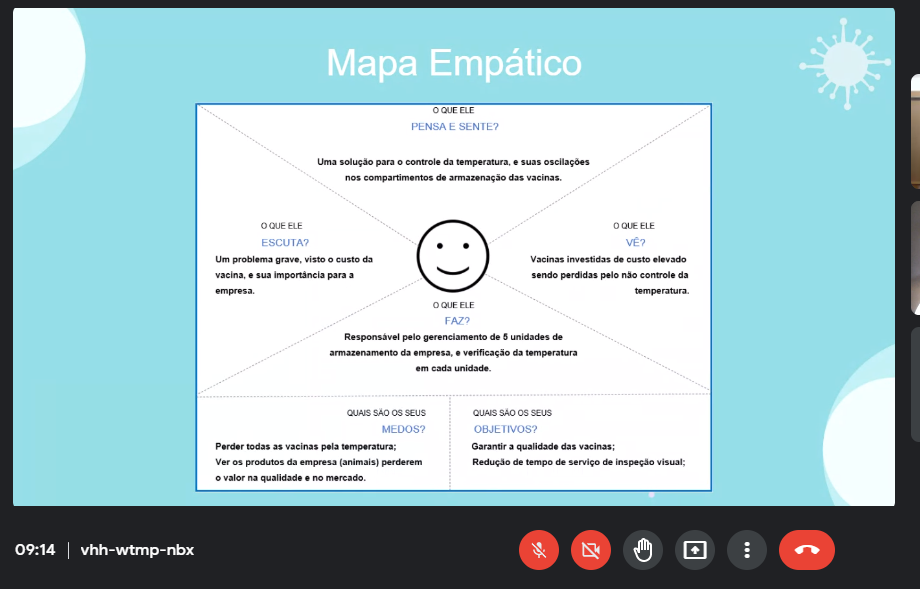 Mapa Empático
O QUE ELE
PENSA E SENTE?
Uma solução para o controle da temperatura, e suas oscilações
nos compartimentos de armazenação das vacinas.
O QUE ELE
ESCUTA?
Um problema grave, visto o custo da
vacina, e sua importância para a
empresa.
O QUE ELE
VÊ?
Vacinas investidas de custo elevado
sendo perdidas pelo não controle da
temperatura.
O QUE ELE
FAZ?
Responsável pelo gerenciamento de 5 unidades de
armazenamento da empresa, e verificação da temperatura
em cada unidade.
QUAIS SÃO OS SEUS
MEDOS?
Perder todas as vacinas pela temperatura;
Ver os produtos da empresa (animais) perderem
o valor na qualidade e no mercado.
QUAIS SÃO OS SEUS
OBJETIVOS?
Garantir a qualidade das vacinas;
Redução de tempo de serviço de inspeção visual;
09:14 | vhh-wtmp-nbx